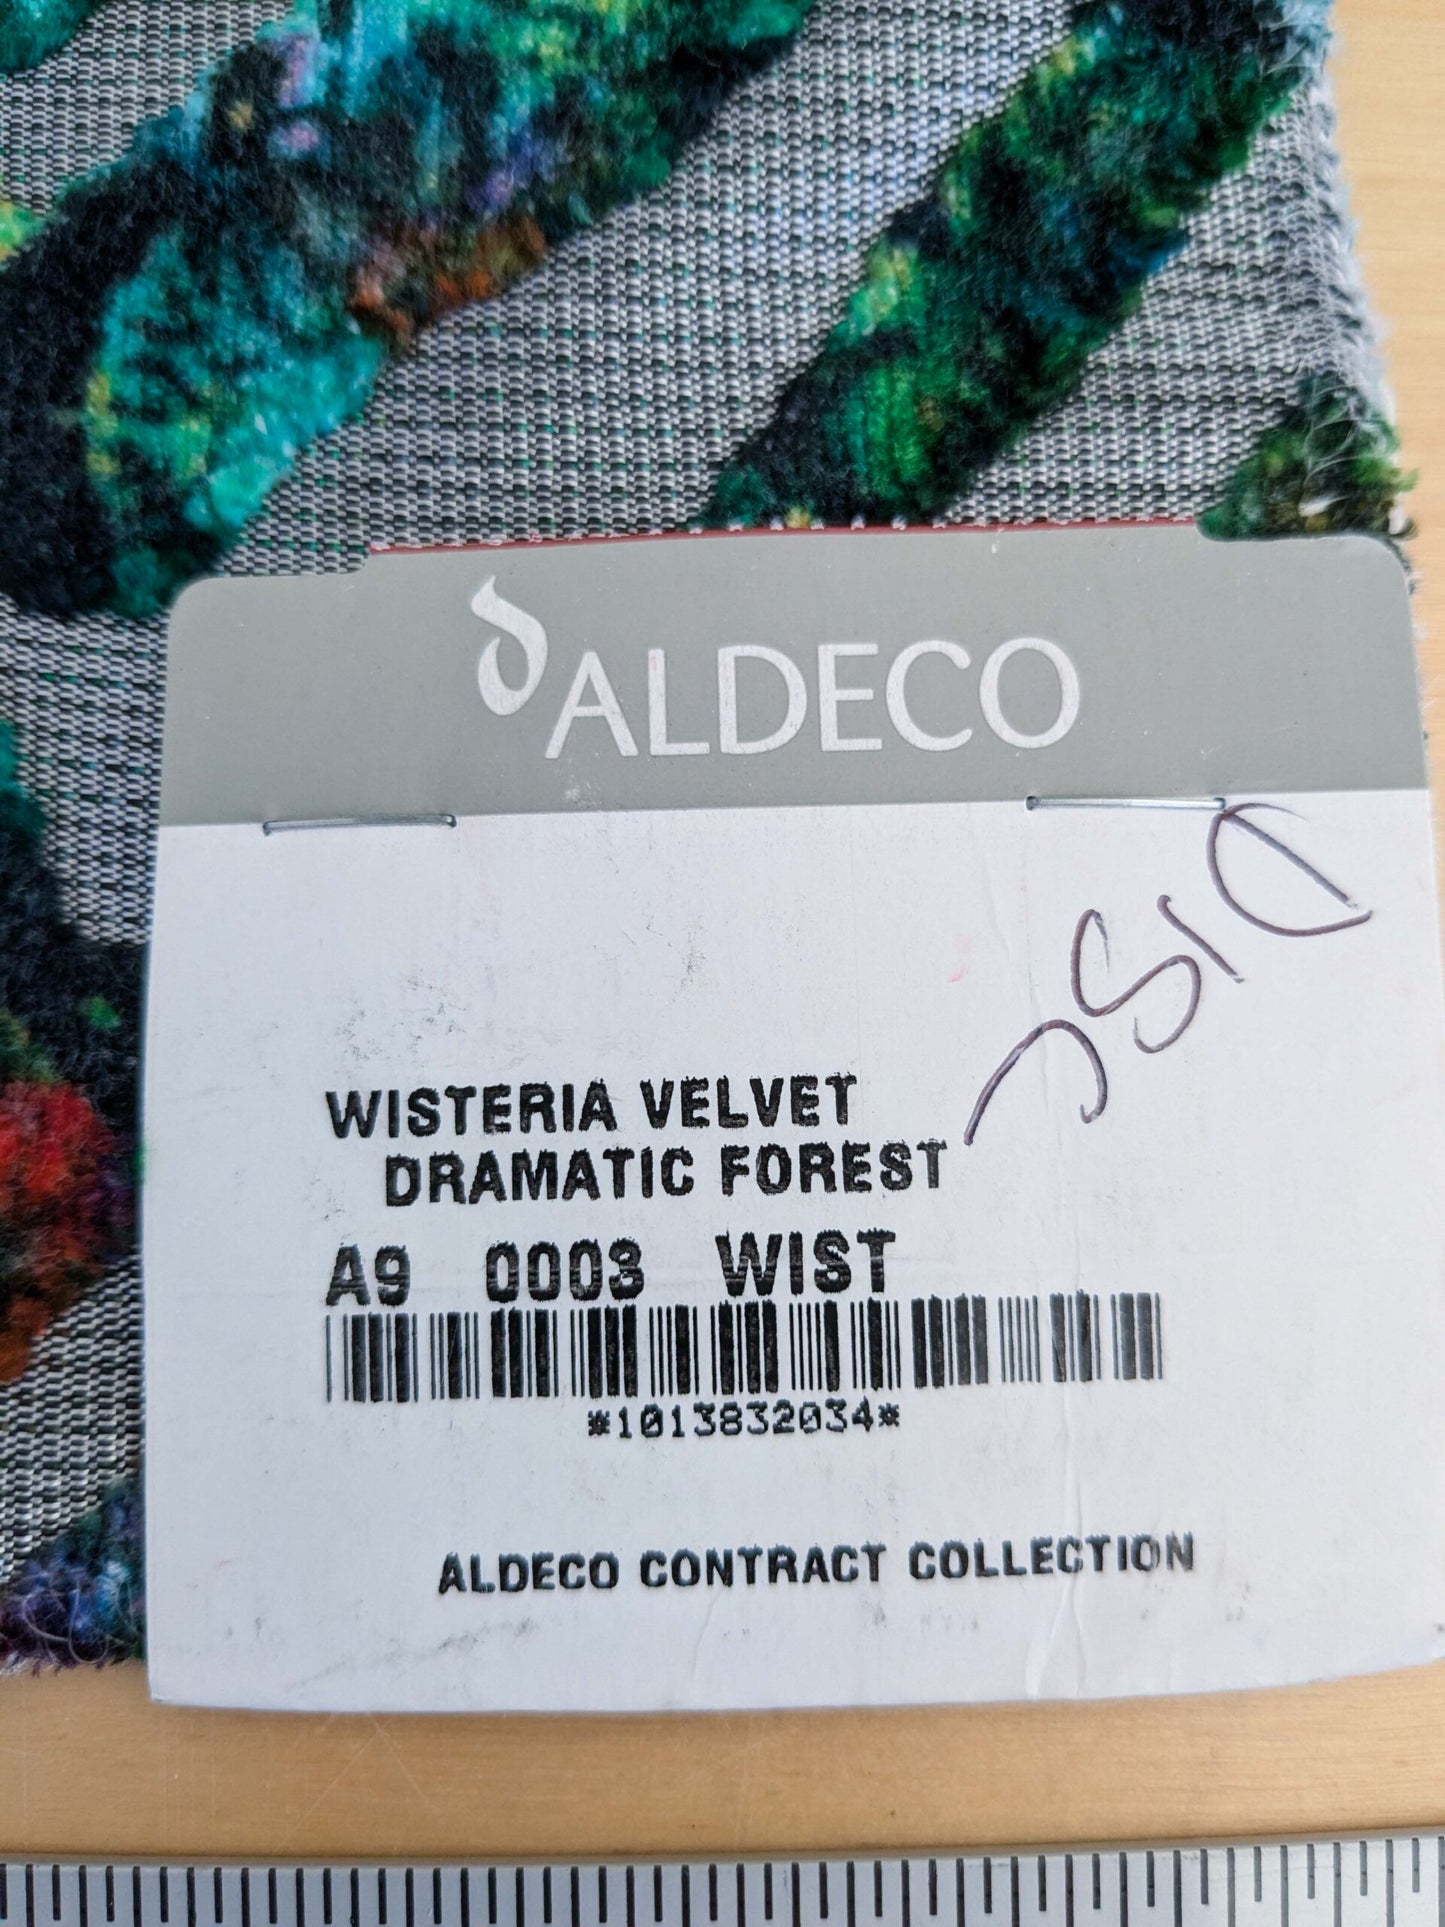 ALDECO
DISC
WISTERIA VELVET
DRAMATIC FOREST
A9 0003 WIST
*1013832034*
ALDECO CONTRACT COLLECTION